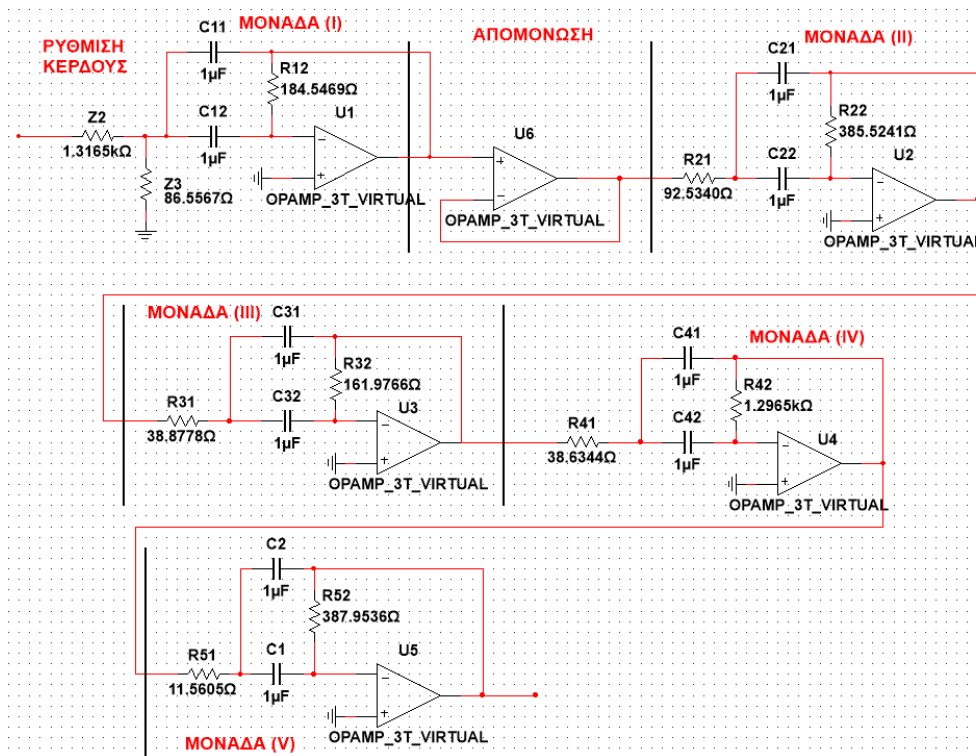 ΡΥΘΜΙΣΗ
ΚΕΡΔΟΥΣ
C11
1μF
ΜΟΝΑΔΑ (I)
R12
184.5469Ω
Z2
1.3165kΩ
C12
1μF
U1
Z3
86.5567Ω
OPAMP_3T_VIRTUAL
ΑΠΟΜΟΝΩΣΗ
U6
OPAMP_3T_VIRTUAL
C21
1μF
ΜΟΝΑΔΑ (II)
R22
385.5241Ω
R21
92.5340Ω
C22
1μF
U2
OPAMP_3T_VIRTUAL
ΜΟΝΑΔΑ (III)
C31
1μF
R32
161.9766Ω
R31
38.8778Ω
C32
1μF
U3
OPAMP_3T_VIRTUAL
C41
1μF
ΜΟΝΑΔΑ (IV)
R42
1.2965kΩ
R41
38.6344Ω
C42
1μF
U4
OPAMP_3T_VIRTUAL
C2
1μF
R52
387.9536Ω
R51
11.5605Ω
C1
1μF
U5
OPAMP_3T_VIRTUAL
ΜΟΝΑΔΑ (V)